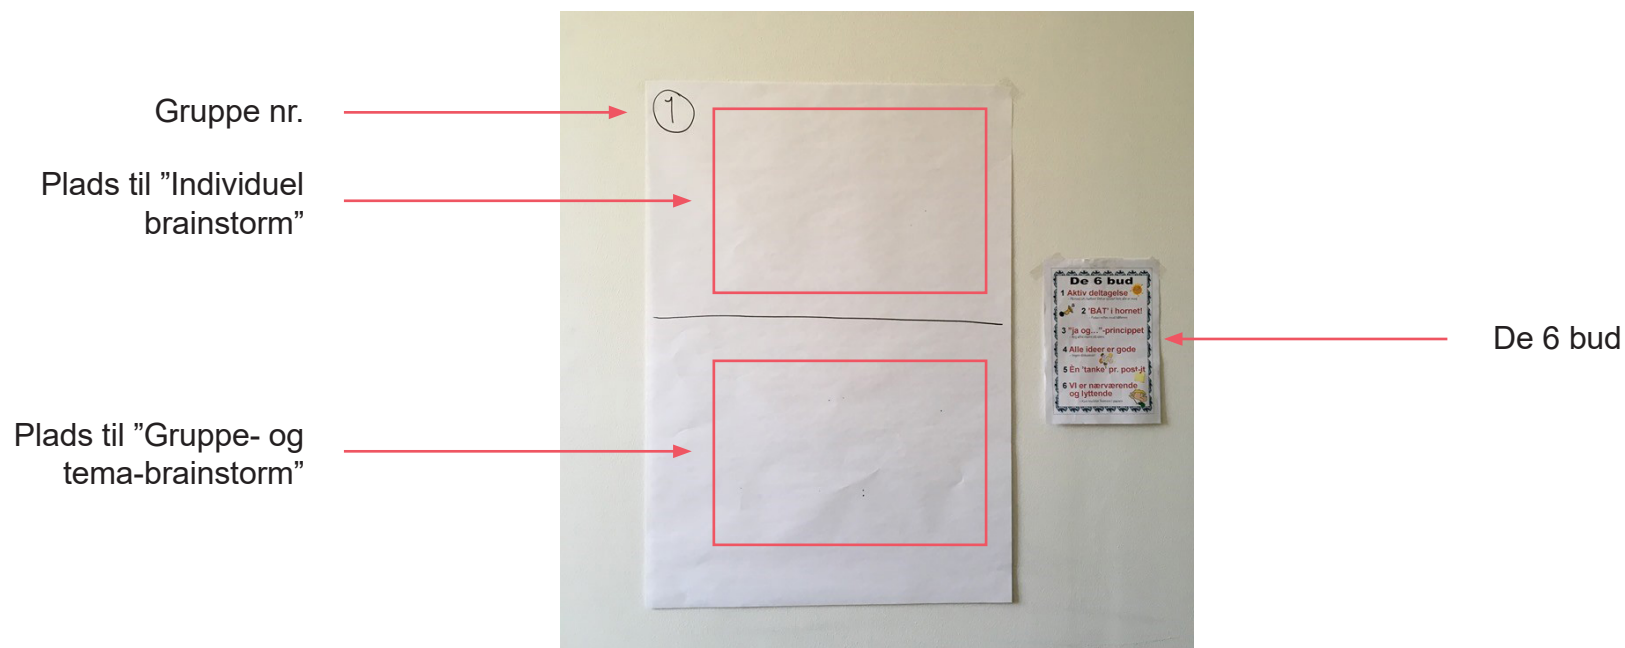 Gruppe nr.
Plads til ”Individuel
brainstorm”
Plads til ”Gruppe- og
tema-brainstorm”
1
De 6 bud
1 Aktiv deltagelse
2 'BAT' i hornet!
3 "ja og..."-princippet
4 Alle ideer er gode
5 Èn 'tanke' pr. post-it
6 Vi er nærværende
og lyttende
De 6 bud